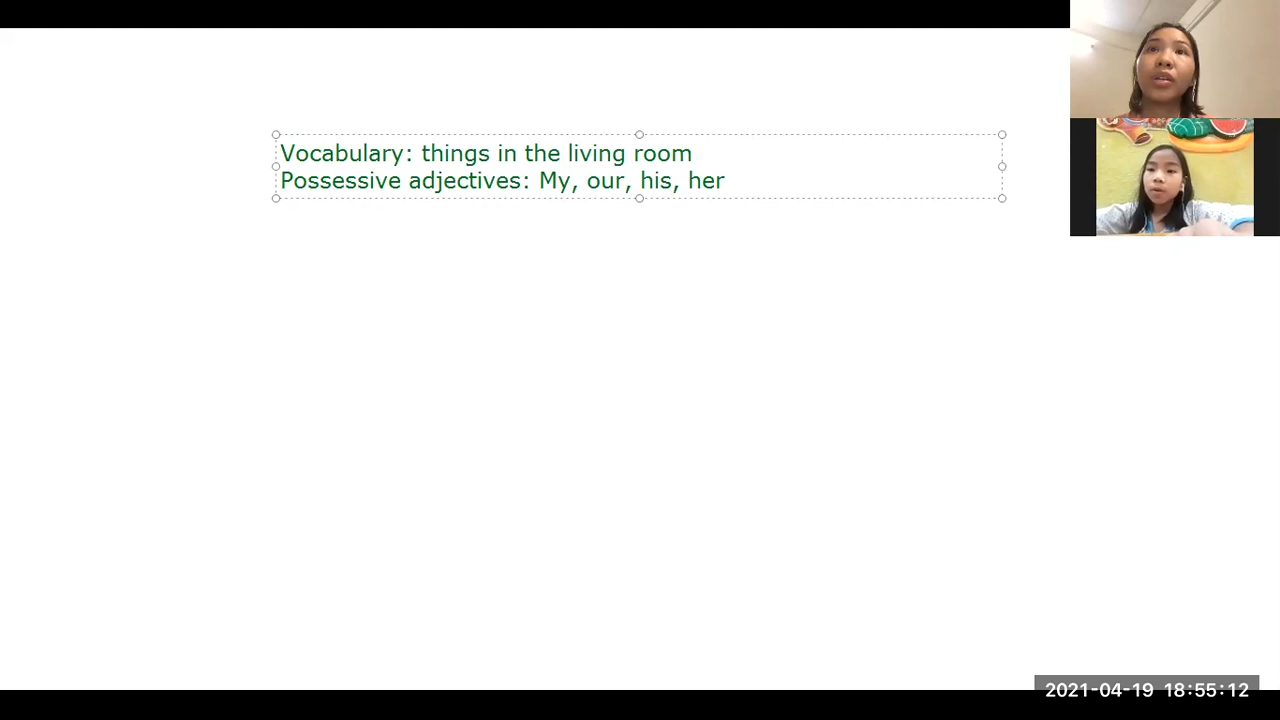 Vocabulary: things in the living room
Possessive adjectives: My, our, his, her
2021-04-19 18:55:12